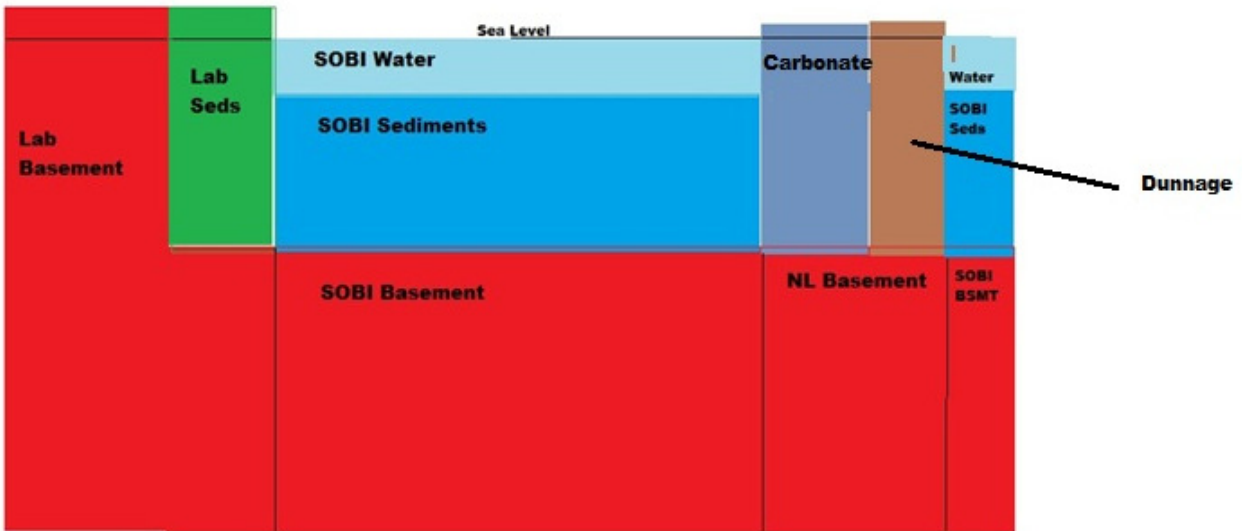 Sea Level
Lab
Basement
Lab
Seds
SOBI Water
SOBI Sediments
SOBI Basement
Carbonate
NL Basement
Water
SOBI
Seds
SOBI
BSMT
Dunnage